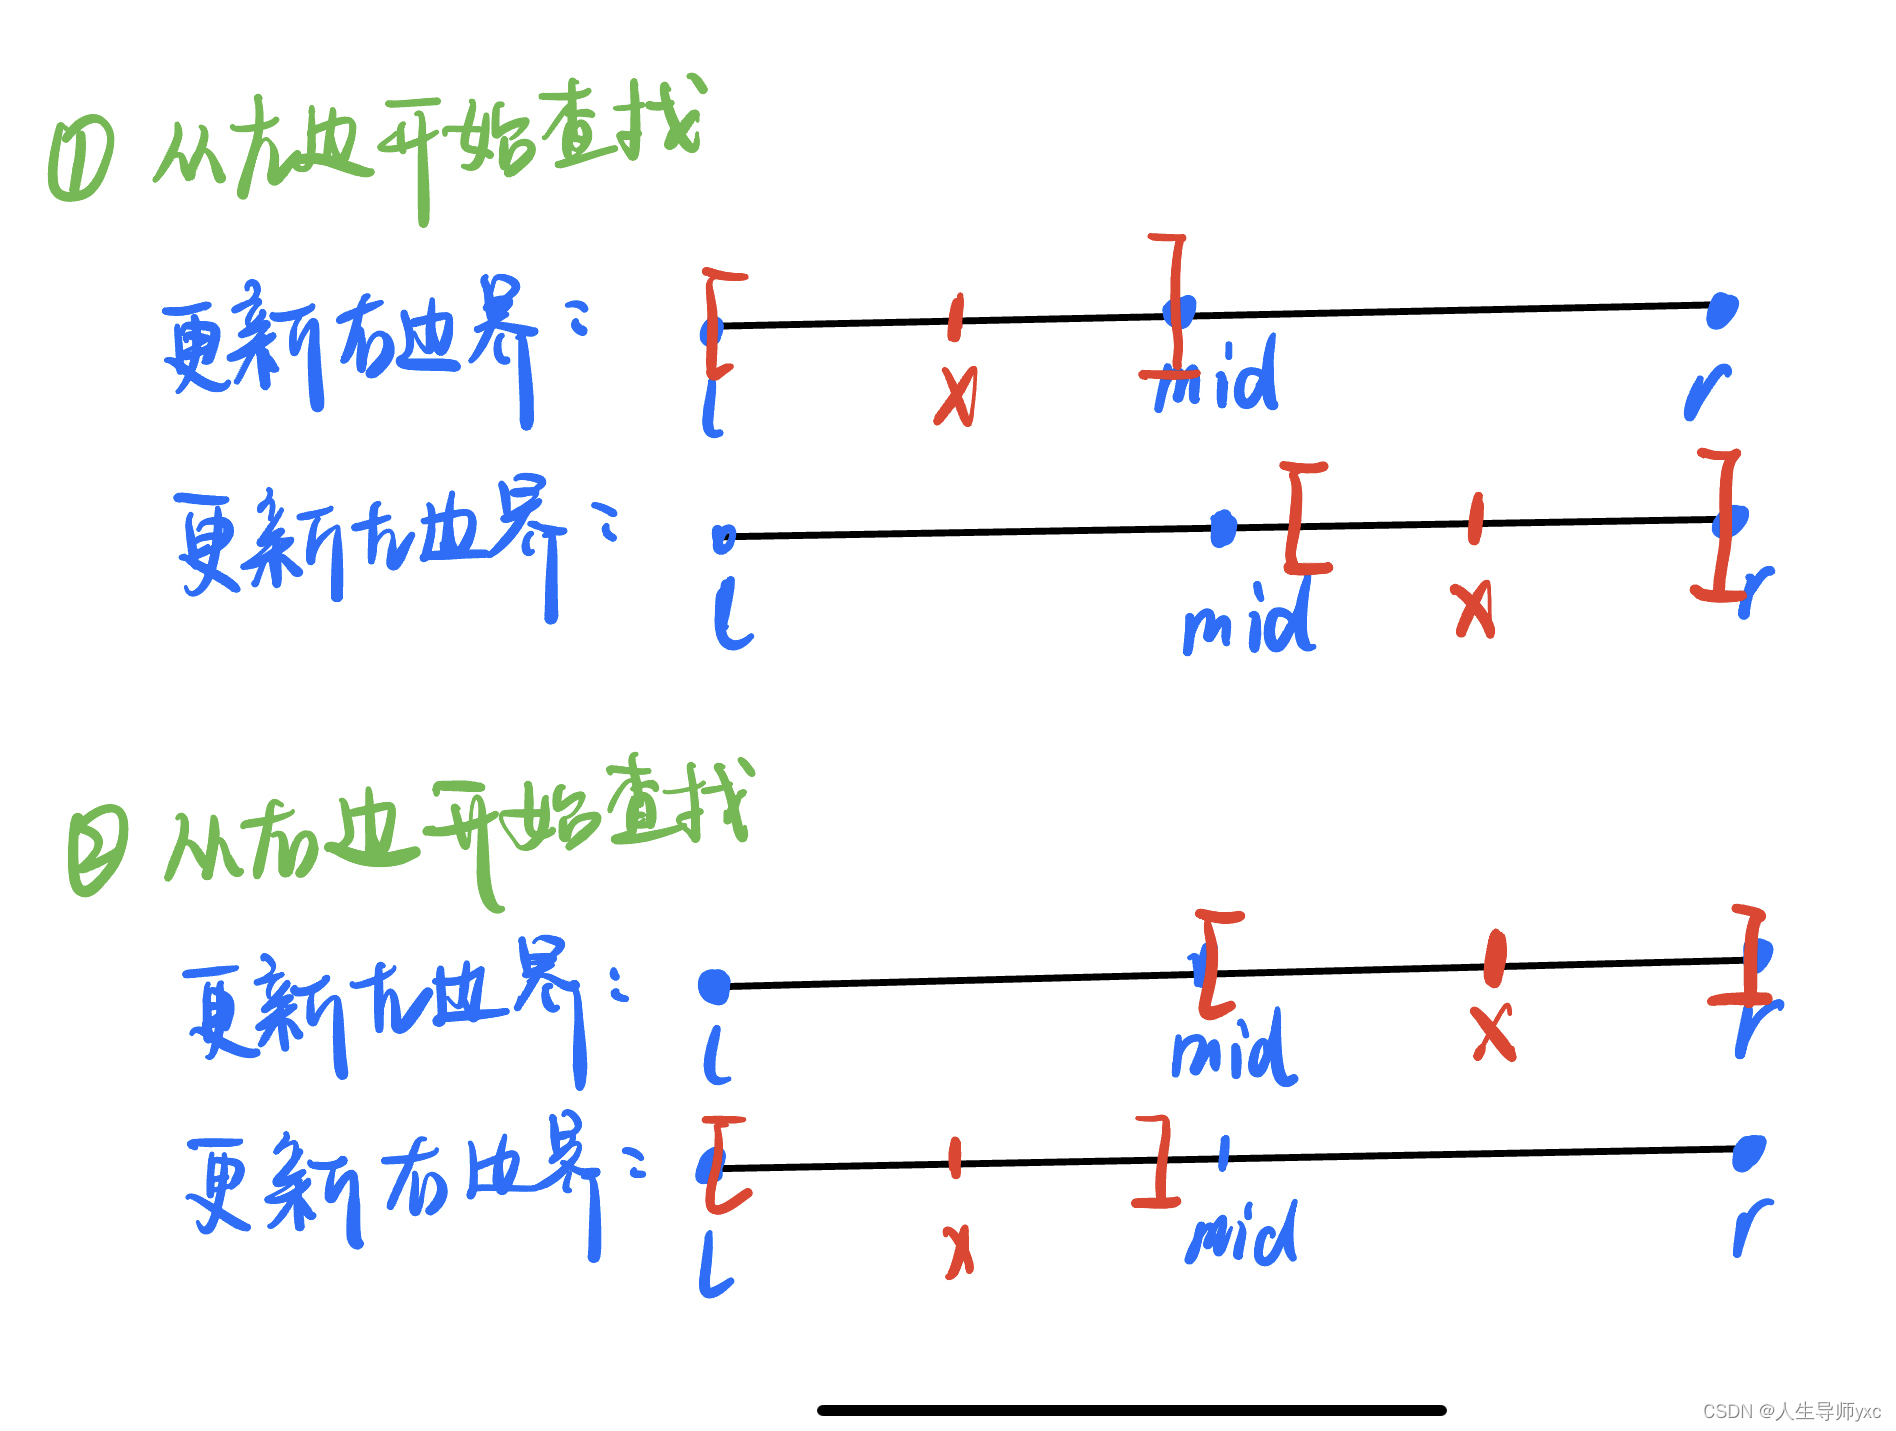 ① 从左边开始查找
更新右边界：
x
l mid r
更新左边界：
l mid x r
② 从右边开始查找
更新左边界：
l mid x r
更新右边界：
l x mid r
CSDN @人生导师yxc